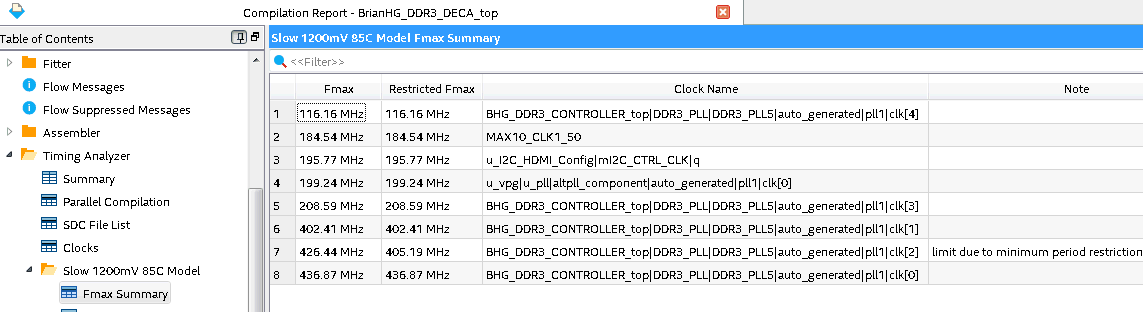 Compilation Report - BrianHG_DDR3_DECA_top
Table of Contents
Fitter
Flow Messages
Flow Suppressed Messages
Assembler
Timing Analyzer
Summary
Parallel Compilation
SDC File List
Clocks
Slow 1200mV 85C Model
Fmax Summary
Slow 1200mV 85C Model Fmax Summary
<<Filter>>
Fmax Restricted Fmax Clock Name Note
1 116.16 MHz 116.16 MHz BHG_DDR3_CONTROLLER_top|DDR3_PLL|DDR3_PLL5|auto_generated|pll1|clk[4]
2 184.54 MHz 184.54 MHz MAX10_CLK1_50
3 195.77 MHz 195.77 MHz u_I2C_HDMI_Config|mI2C_CTRL_CLK|q
4 199.24 MHz 199.24 MHz u_vpg|u_pll|altpll_component|auto_generated|pll1|clk[0]
5 208.59 MHz 208.59 MHz BHG_DDR3_CONTROLLER_top|DDR3_PLL|DDR3_PLL5|auto_generated|pll1|clk[3]
6 402.41 MHz 402.41 MHz BHG_DDR3_CONTROLLER_top|DDR3_PLL|DDR3_PLL5|auto_generated|pll1|clk[1]
7 426.44 MHz 405.19 MHz BHG_DDR3_CONTROLLER_top|DDR3_PLL|DDR3_PLL5|auto_generated|pll1|clk[2] limit due to minimum period restriction
8 436.87 MHz 436.87 MHz BHG_DDR3_CONTROLLER_top|DDR3_PLL|DDR3_PLL5|auto_generated|pll1|clk[0]